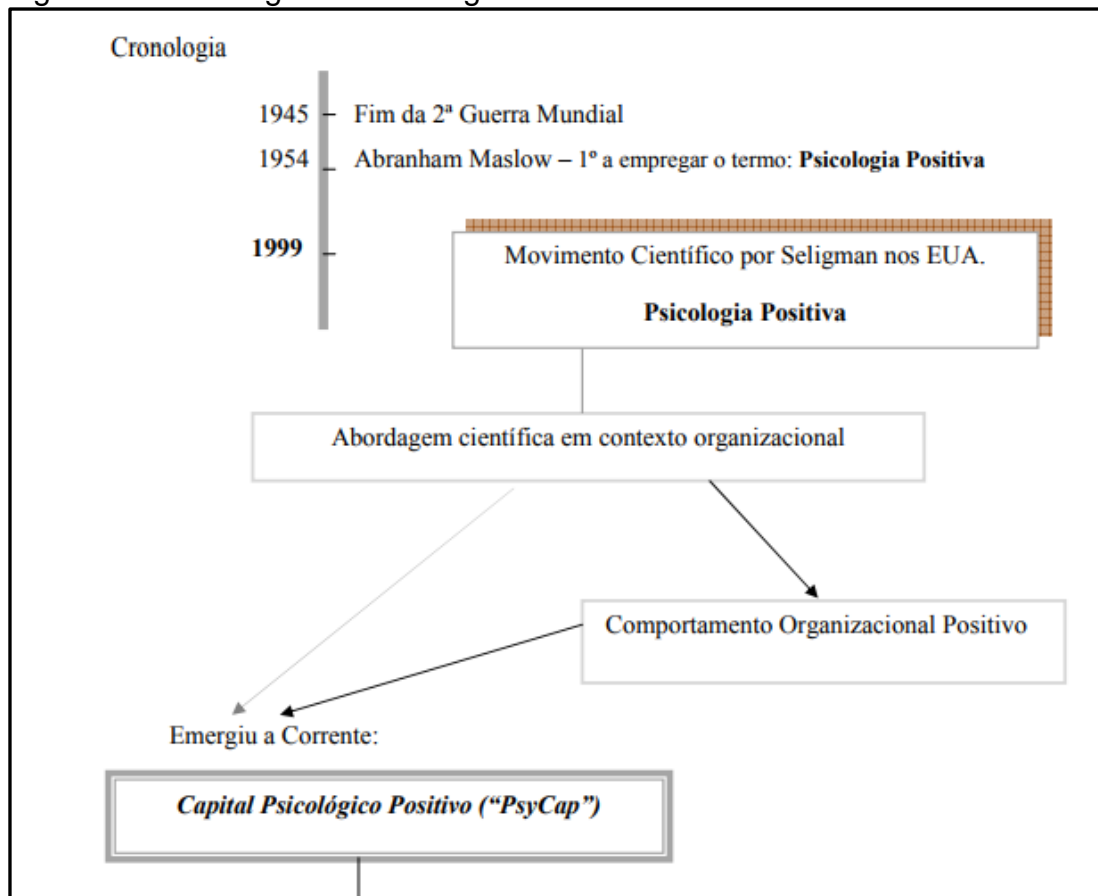 Cronologia
1945 Fim da 2ª Guerra Mundial
1954 Abranham Maslow – 1º a empregar o termo: Psicologia Positiva
1999 Movimento Científico por Seligman nos EUA.
Psicologia Positiva
Abordagem científica em contexto organizacional
Comportamento Organizacional Positivo
Emergiu a Corrente:
Capital Psicológico Positivo (“PsyCap”)